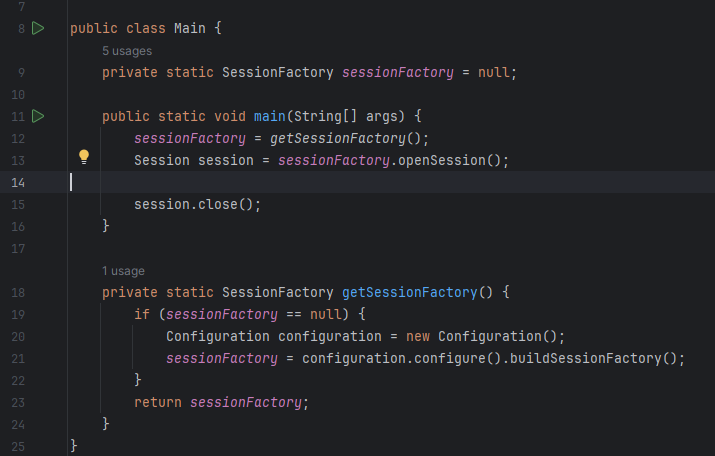 7
8 public class Main {
5 usages
9 private static SessionFactory sessionFactory = null;
10
11 public static void main(String[] args) {
12 sessionFactory = getSessionFactory();
13 Session session = sessionFactory.openSession();
14
15 session.close();
16 }
17
1 usage
18 private static SessionFactory getSessionFactory() {
19 if (sessionFactory == null) {
20 Configuration configuration = new Configuration();
21 sessionFactory = configuration.configure().buildSessionFactory();
22 }
23 return sessionFactory;
24 }
25 }